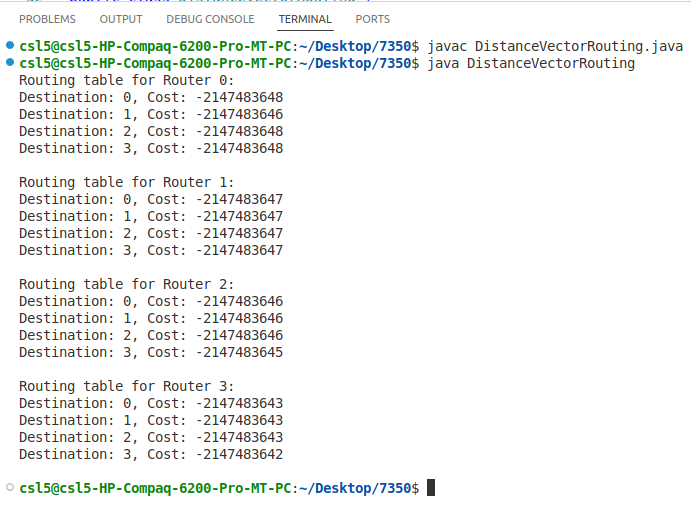 PROBLEMS OUTPUT DEBUG CONSOLE TERMINAL PORTS
csl5@csl5-HP-Compaq-6200-Pro-MT-PC:~/Desktop/7350$ javac DistanceVectorRouting.java
csl5@csl5-HP-Compaq-6200-Pro-MT-PC:~/Desktop/7350$ java DistanceVectorRouting
Routing table for Router 0:
Destination: 0, Cost: -2147483648
Destination: 1, Cost: -2147483646
Destination: 2, Cost: -2147483648
Destination: 3, Cost: -2147483648
Routing table for Router 1:
Destination: 0, Cost: -2147483647
Destination: 1, Cost: -2147483647
Destination: 2, Cost: -2147483647
Destination: 3, Cost: -2147483647
Routing table for Router 2:
Destination: 0, Cost: -2147483646
Destination: 1, Cost: -2147483646
Destination: 2, Cost: -2147483646
Destination: 3, Cost: -2147483645
Routing table for Router 3:
Destination: 0, Cost: -2147483643
Destination: 1, Cost: -2147483643
Destination: 2, Cost: -2147483643
Destination: 3, Cost: -2147483642
csl5@csl5-HP-Compaq-6200-Pro-MT-PC:~/Desktop/7350$